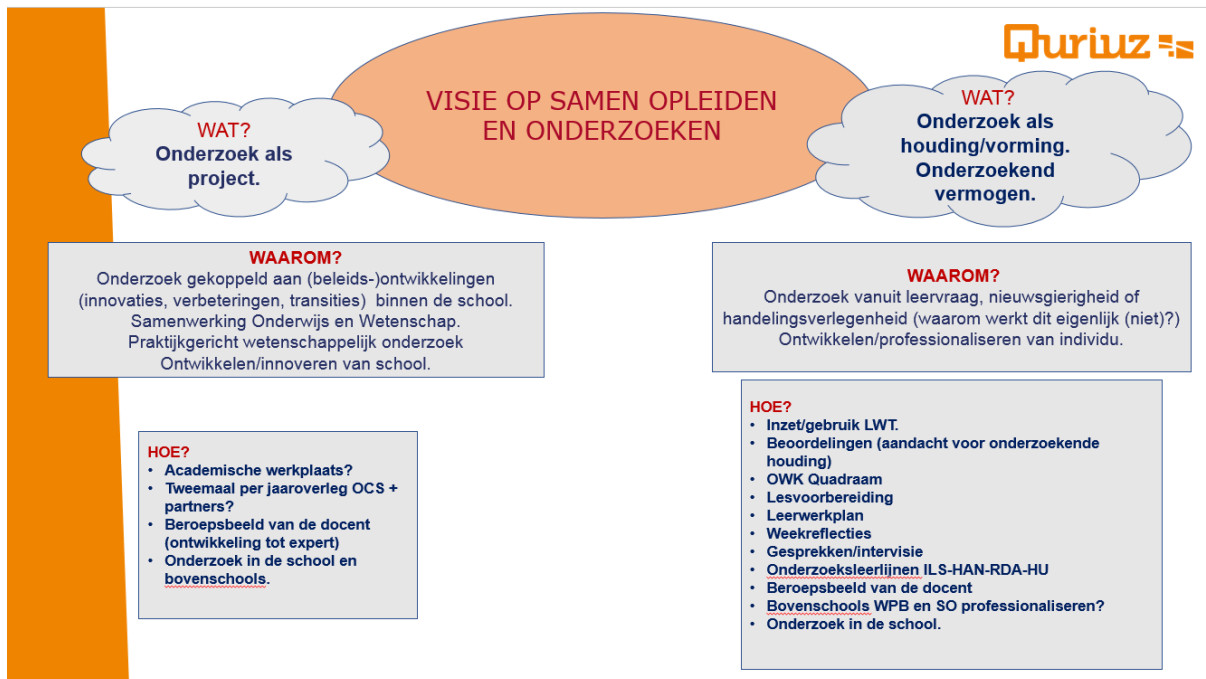 Quriuz
VISIE OP SAMEN OPLEIDEN
EN ONDERZOEKEN
WAT?
Onderzoek als
project.
WAT?
Onderzoek als
houding/vorming.
Onderzoekend
vermogen.
WAAROM?
Onderzoek gekoppeld aan (beleids-)ontwikkelingen
(innovaties, verbeteringen, transities) binnen de school.
Samenwerking Onderwijs en Wetenschap.
Praktijkgericht wetenschappelijk onderzoek
Ontwikkelen/innoveren van school.
WAAROM?
Onderzoek vanuit leervraag, nieuwsgierigheid of
handelingsverlegenheid (waarom werkt dit eigenlijk (niet)?)
Ontwikkelen/professionaliseren van individu.
HOE?
• Academische werkplaats?
• Tweemaal per jaaroverleg OCS +
partners?
• Beroepsbeeld van de docent
(ontwikkeling tot expert)
• Onderzoek in de school en
bovenschools.
HOE?
• Inzet/gebruik LWT.
• Beoordelingen (aandacht voor onderzoekende
houding)
• OWK Quadraam
• Lesvoorbereiding
• Leerwerkplan
• Weekreflecties
• Gesprekken/intervisie
• Onderzoeksleerlijnen ILS-HAN-RDA-HU
• Beroepsbeeld van de docent
• Bovenschools WPB en SO professionaliseren?
• Onderzoek in de school.